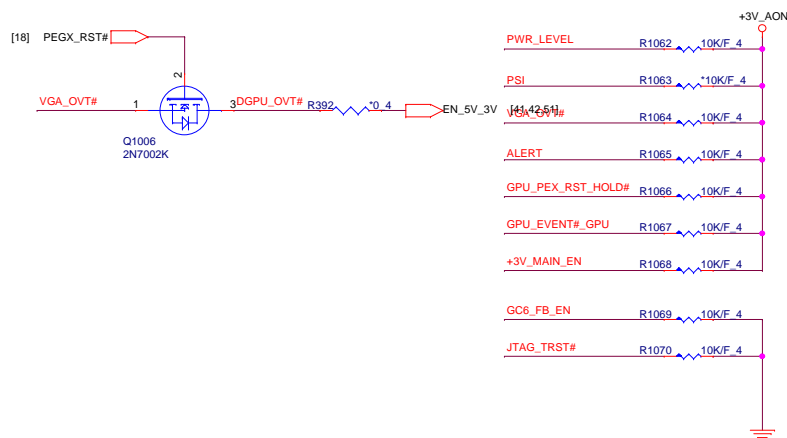 +3V_AON
[18] PEGX_RST#
PWR_LEVEL R1062 10K/F_4
2
PSI R1063 *10K/F_4
VGA_OVT# 1 3 DGPU_OVT# R392 *0_4 EN_5V_3V [41,42,51]
VGA_OVT# R1064 10K/F_4
Q1006
2N7002K
ALERT R1065 10K/F_4
GPU_PEX_RST_HOLD# R1066 10K/F_4
GPU_EVENT#_GPU R1067 10K/F_4
+3V_MAIN_EN R1068 10K/F_4
GC6_FB_EN R1069 10K/F_4
JTAG_TRST# R1070 10K/F_4